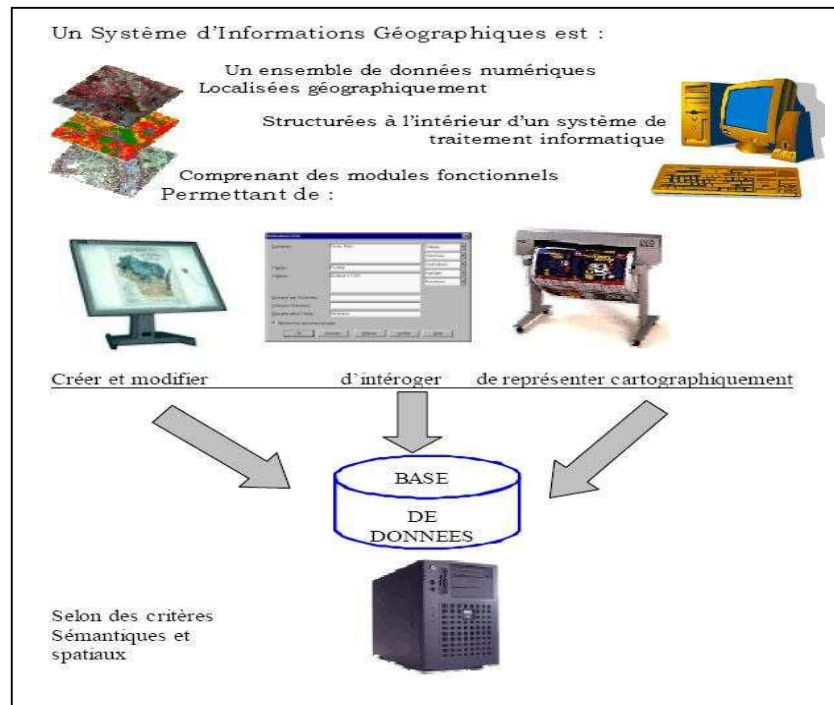 Un Système d'Informations Géographiques est :
Un ensemble de données numériques
Localisées géographiquement
Structurées à l'intérieur d'un système de
traitement informatique
Comprenant des modules fonctionnels
Permettant de :
Créer et modifier d'intéroger de représenter cartographiquement
BASE
DE
DONNEES
Selon des critères
Sémantiques et
spatiaux